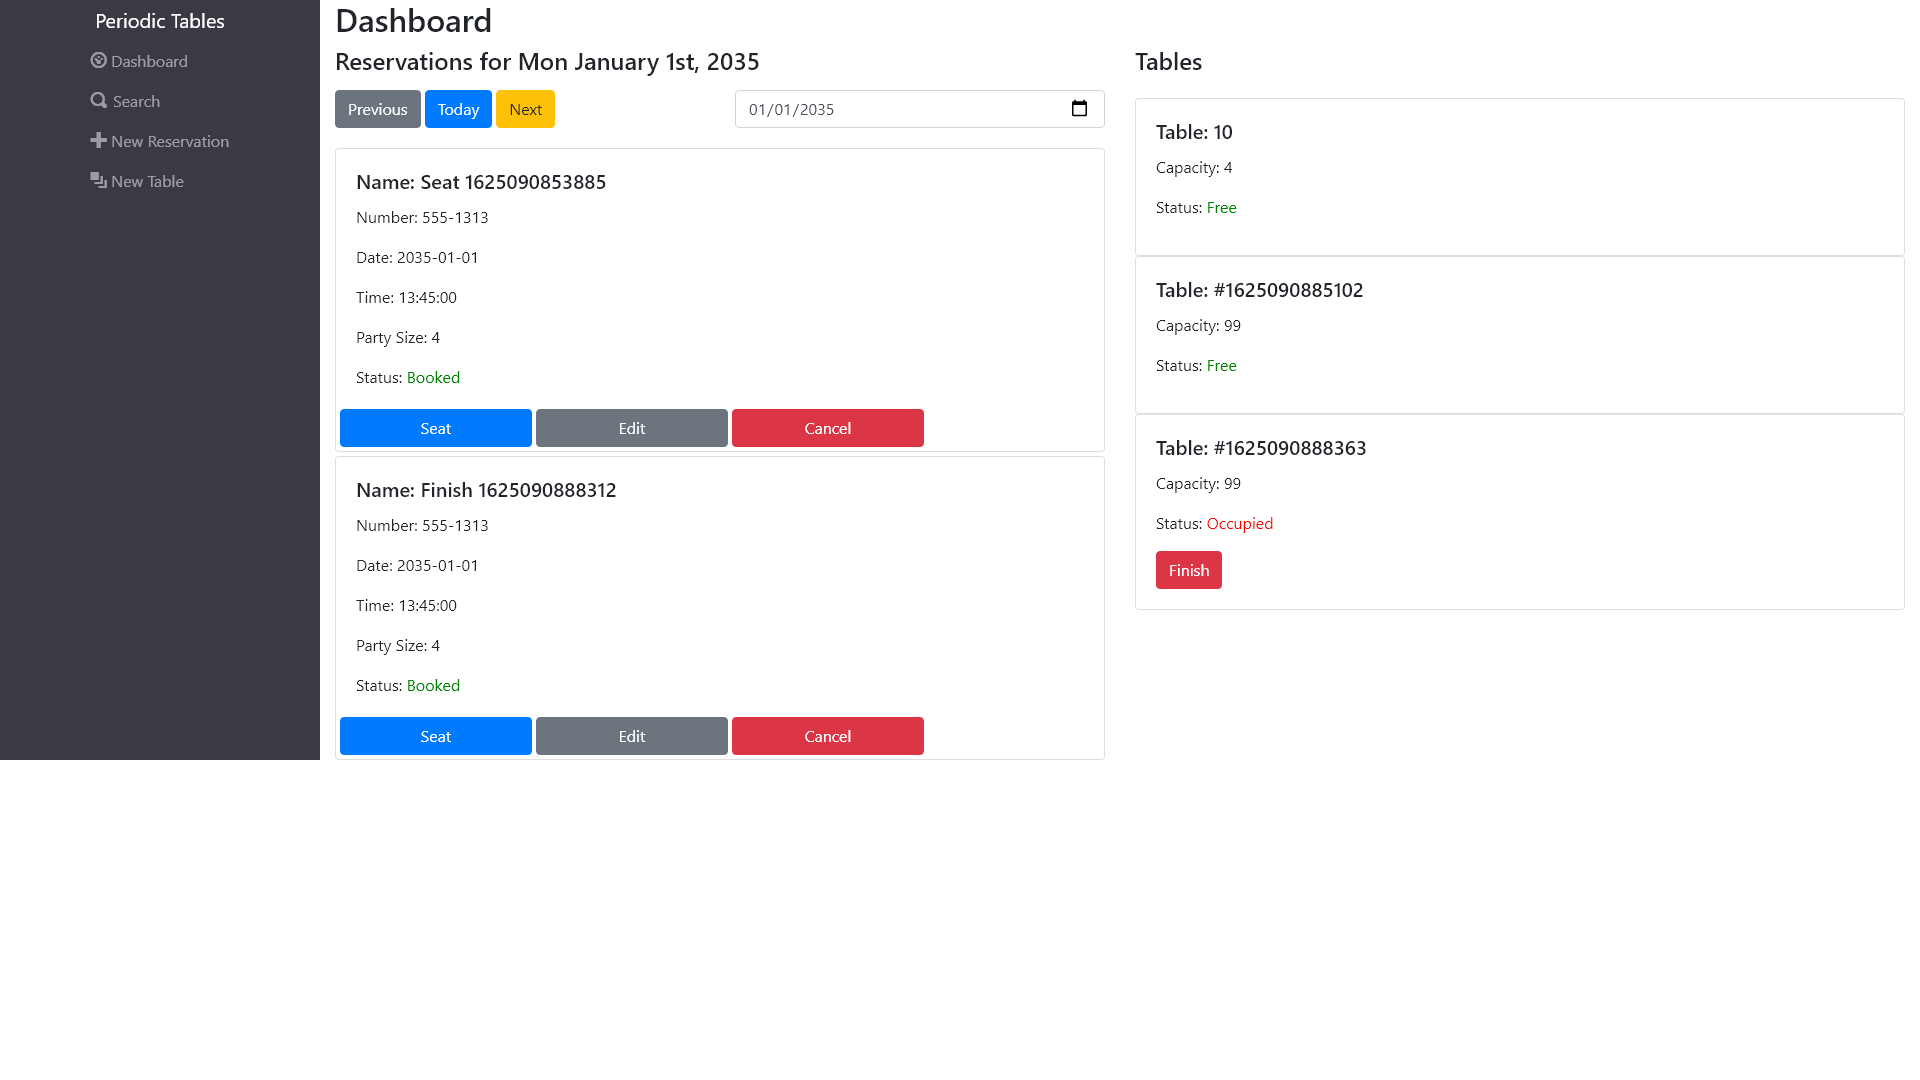 Periodic Tables
Dashboard
Search
New Reservation
New Table
Dashboard
Reservations for Mon January 1st, 2035
Previous Today Next 01/01/2035
Name: Seat 1625090853885
Number: 555-1313
Date: 2035-01-01
Time: 13:45:00
Party Size: 4
Status: Booked
Seat Edit Cancel
Name: Finish 1625090888312
Number: 555-1313
Date: 2035-01-01
Time: 13:45:00
Party Size: 4
Status: Booked
Seat Edit Cancel
Tables
Table: 10
Capacity: 4
Status: Free
Table: #1625090885102
Capacity: 99
Status: Free
Table: #1625090888363
Capacity: 99
Status: Occupied
Finish